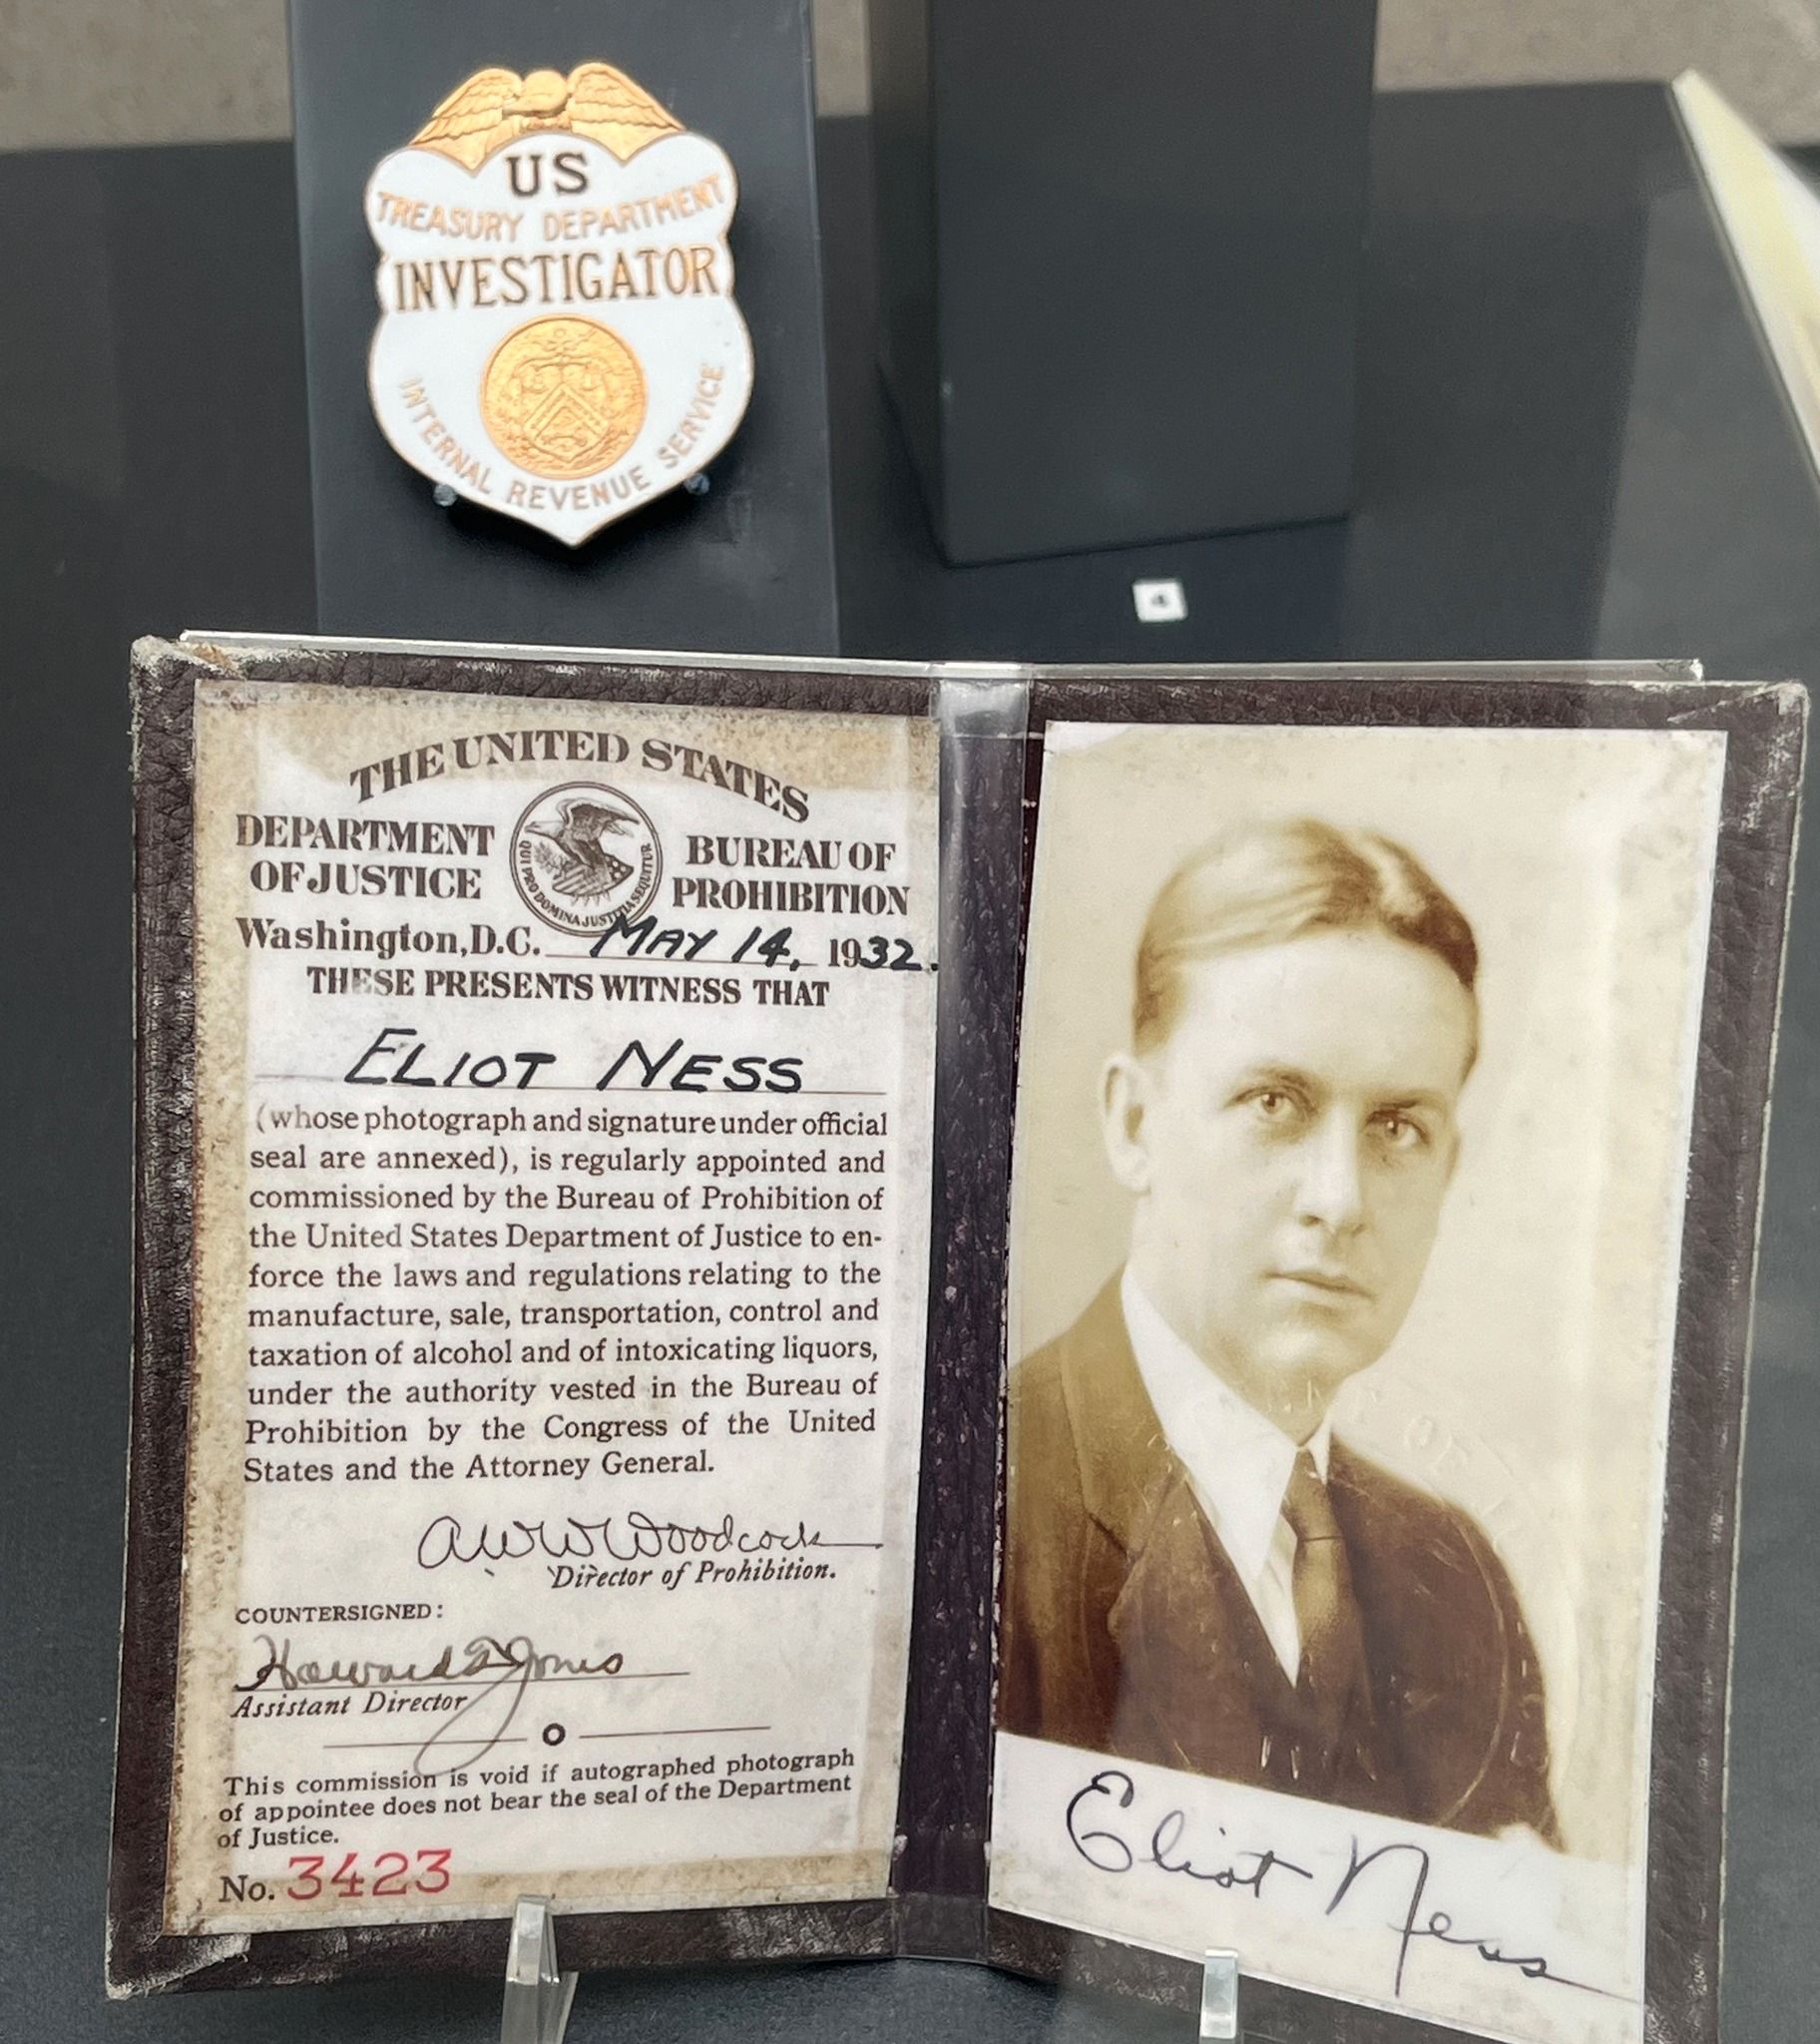 US
TREASURY DEPARTMENT
INVESTIGATOR
INTERNAL REVENUE SERVICE
THE UNITED STATES
DEPARTMENT OF JUSTICE
BUREAU OF PROHIBITION
QUI PRO DOMINA JUSTITIA SEQUITUR
Washington, D.C. MAY 14, 1932.
THESE PRESENTS WITNESS THAT
ELIOT NESS
(whose photograph and signature under official
seal are annexed), is regularly appointed and
commissioned by the Bureau of Prohibition of
the United States Department of Justice to en-
force the laws and regulations relating to the
manufacture, sale, transportation, control and
taxation of alcohol and of intoxicating liquors,
under the authority vested in the Bureau of
Prohibition by the Congress of the United
States and the Attorney General.
AWW Woodcock
Director of Prohibition.
COUNTERSIGNED:
Howard T Jones
Assistant Director
This commission is void if autographed photograph
of appointee does not bear the seal of the Department
of Justice.
No. 3423
Eliot Ness